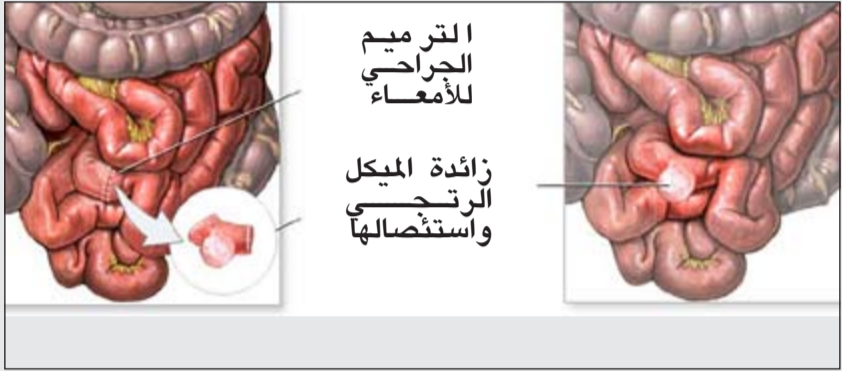 الترميم
الجراحي
للأمعاء
زائدة الميكل
الرتجي
واستئصالها